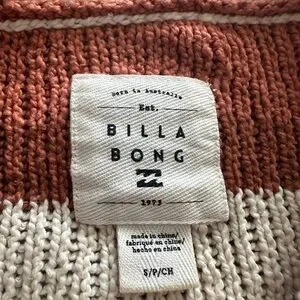 Born in Australia
Est.
BILLA
BONG
1973
made in china/
fabriqué en chine/
hecho en china
S/P/CH